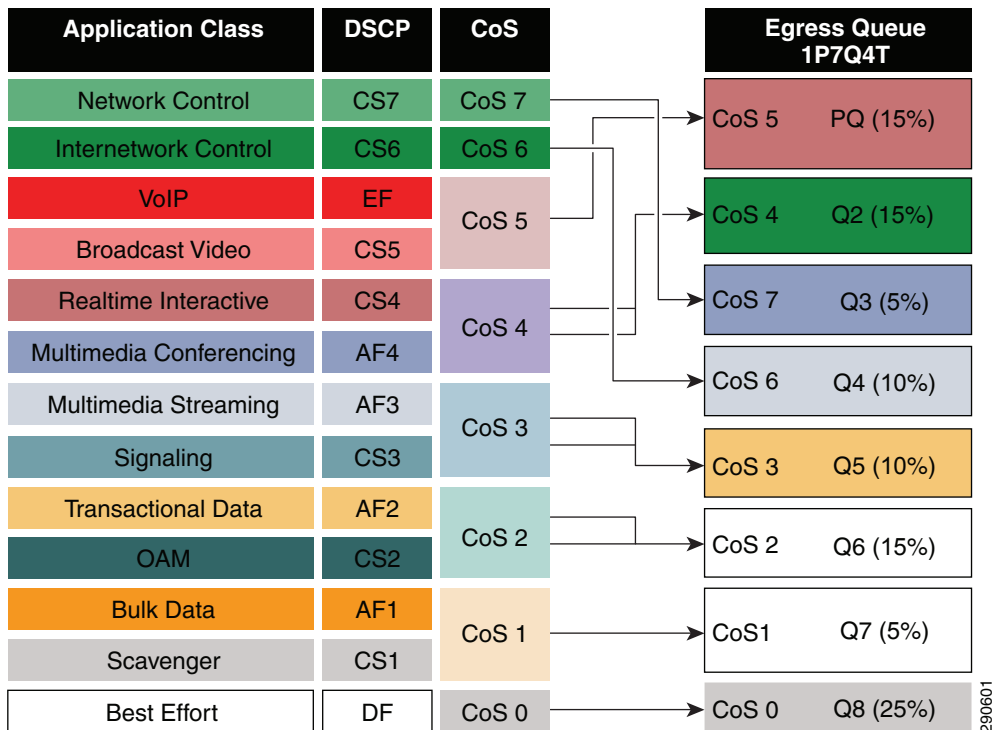 Application Class DSCP CoS Egress Queue
1P7Q4T
Network Control CS7 CoS 7
CoS 5 PQ (15%)
Internetwork Control CS6 CoS 6
VoIP EF
CoS 5
CoS 4 Q2 (15%)
Broadcast Video CS5
Realtime Interactive CS4
CoS 7 Q3 (5%)
CoS 4
Multimedia Conferencing AF4
CoS 6 Q4 (10%)
Multimedia Streaming AF3
CoS 3
Signaling CS3
CoS 3 Q5 (10%)
Transactional Data AF2
CoS 2
CoS 2 Q6 (15%)
OAM CS2
Bulk Data AF1
CoS 1
CoS1 Q7 (5%)
Scavenger CS1
Best Effort DF CoS 0
CoS 0 Q8 (25%)
290601